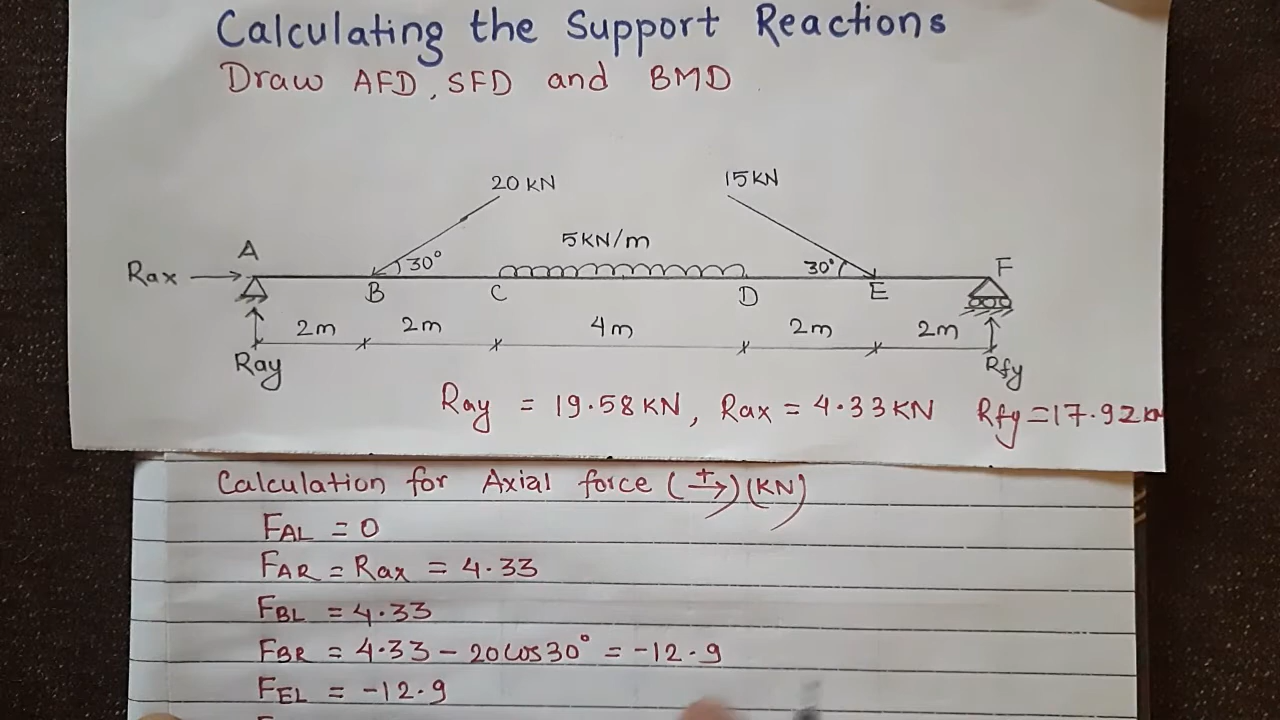 Calculating the Support Reactions
Draw AFD, SFD and BMD
20 KN
15 KN
5KN/m
A
30°
30°
F
Rax
B
C
D
E
2m
2m
4m
2m
2m
Ray
Rfy
Ray = 19.58 KN, Rax = 4.33 KN Rfy = 17.92 KN
Calculation for Axial force (+→) (KN)
FAL = 0
FAR = Rax = 4.33
FBL = 4.33
FBR = 4.33 - 20 Cos 30° = -12.9
FEL = -12.9